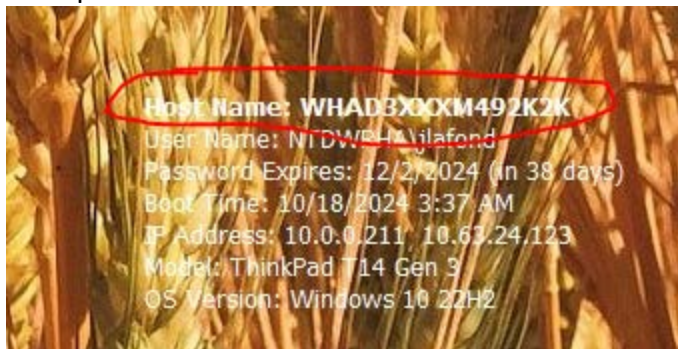 Host Name: WHAD3XXXM492K2K
User Name: NTDWRHA\jlafond
Password Expires: 12/2/2024 (in 38 days)
Boot Time: 10/18/2024 3:37 AM
IP Address: 10.0.0.211 10.63.24.123
Model: ThinkPad T14 Gen 3
OS Version: Windows 10 22H2